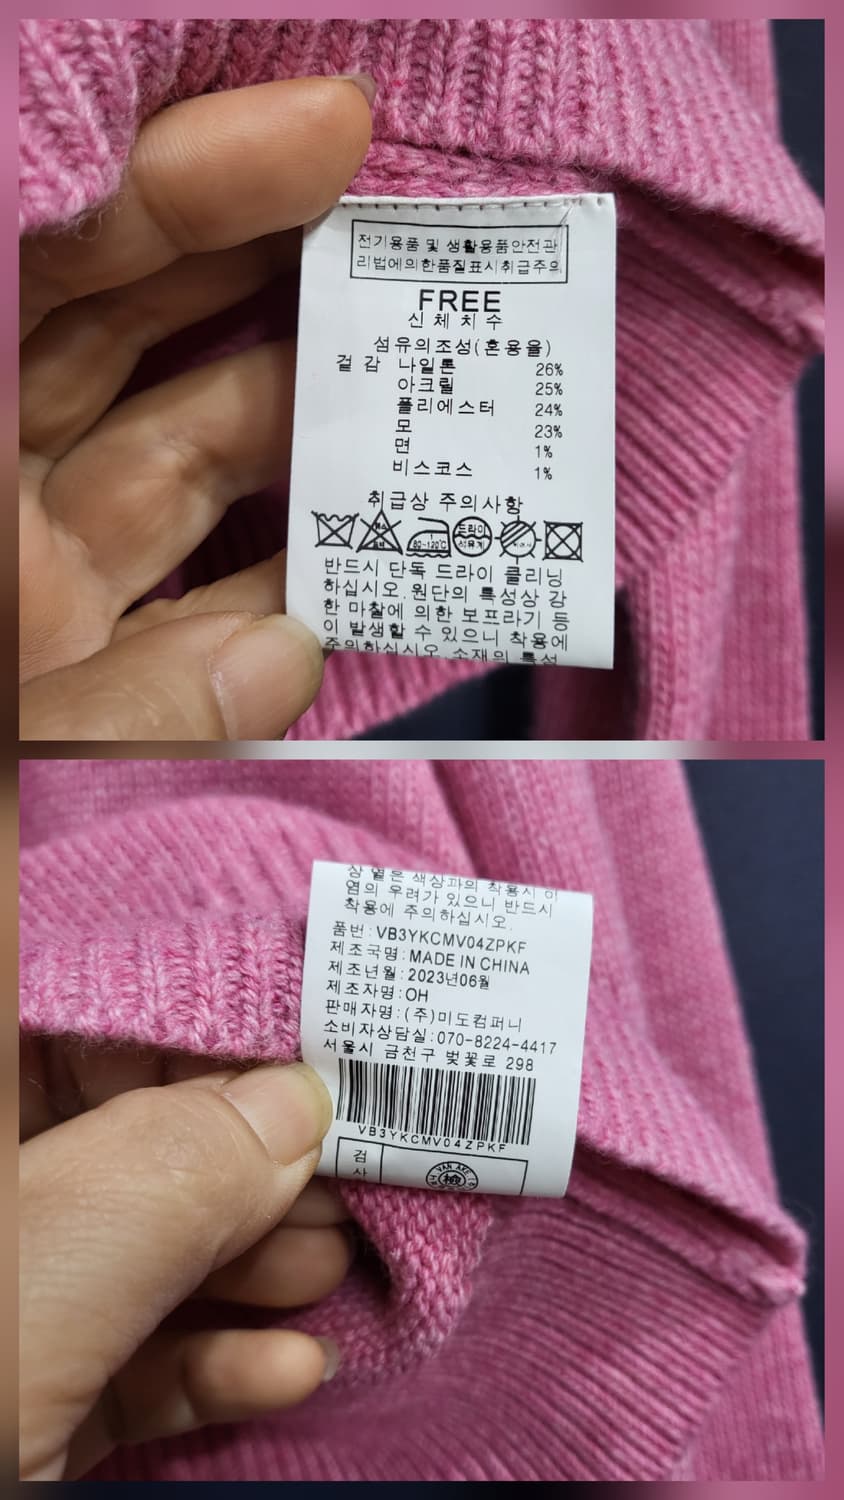 전기용품 및 생활용품안전관
리법에의한품질표시취급주의
FREE
신 체 치 수
섬유의조성(혼용율)
겉 감 나일론 26%
아크릴 25%
폴리에스터 24%
모 23%
면 1%
비스코스 1%
취급상 주의사항
80~120℃ 드라이
석유계
반드시 단독 드라이 클리닝
하십시오.원단의 특성상 강
한 마찰에 의한 보프라기 등
이 발생할 수 있으니 착용에
주의하십시오.소재의 특성
상 옅은 색상과의 착용시 이
염의 우려가 있으니 반드시
착용에 주의하십시오.
품번:VB3YKCMV04ZPKF
제조국명:MADE IN CHINA
제조년월:2023년06월
제조자명:OH
판매자명:(주)미도컴퍼니
소비자상담실:070-8224-4417
서울시 금천구 벚꽃로 298
VB3YKCMV04ZPKF
검
사
檢